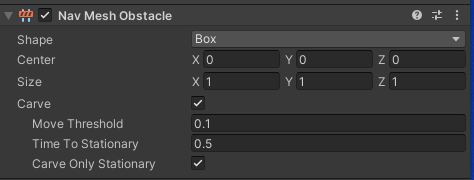 Nav Mesh Obstacle
Shape Box
Center X 0 Y 0 Z 0
Size X 1 Y 1 Z 1
Carve
Move Threshold 0.1
Time To Stationary 0.5
Carve Only Stationary